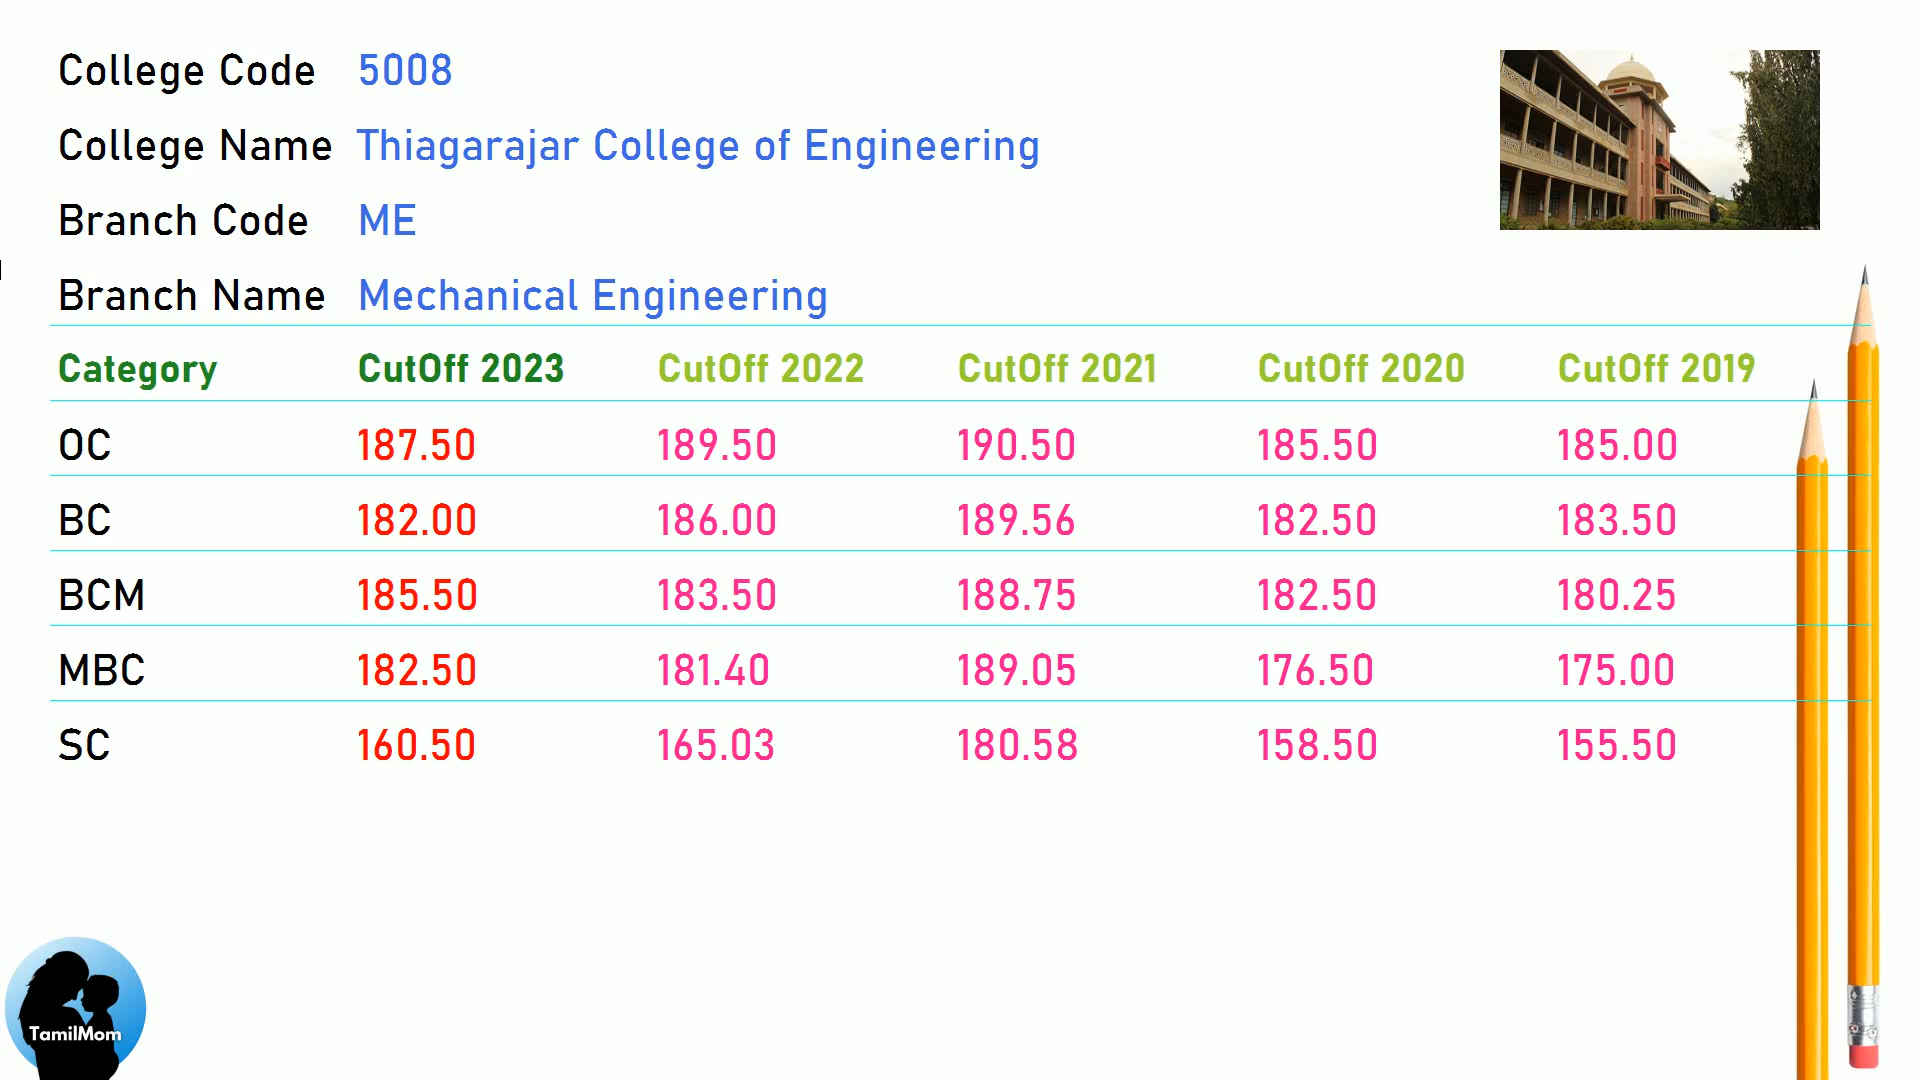 College Code 5008
College Name Thiagarajar College of Engineering
Branch Code ME
Branch Name Mechanical Engineering
Category CutOff 2023 CutOff 2022 CutOff 2021 CutOff 2020 CutOff 2019
OC 187.50 189.50 190.50 185.50 185.00
BC 182.00 186.00 189.56 182.50 183.50
BCM 185.50 183.50 188.75 182.50 180.25
MBC 182.50 181.40 189.05 176.50 175.00
SC 160.50 165.03 180.58 158.50 155.50
TamilMom